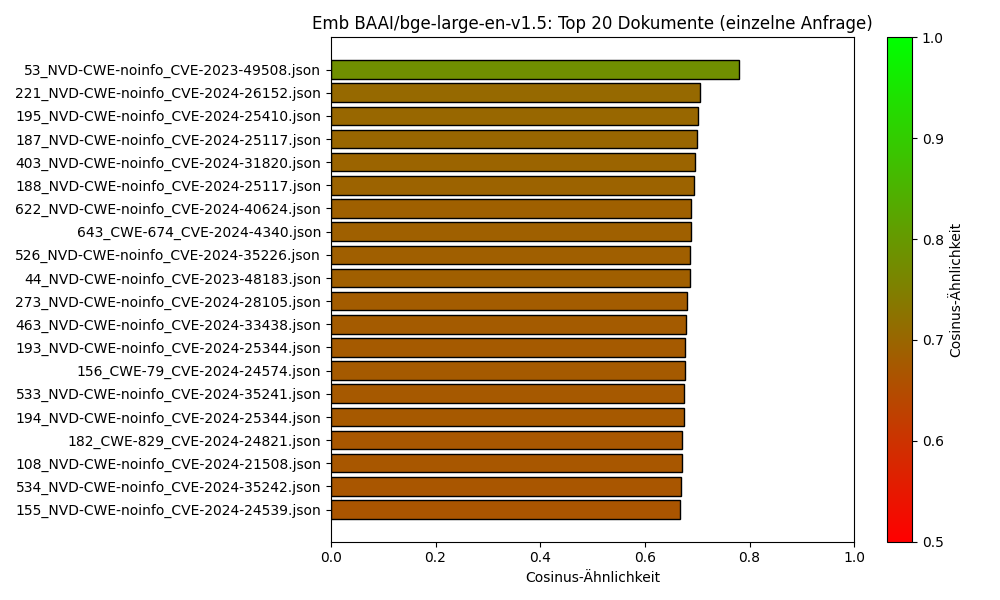 Emb BAAI/bge-large-en-v1.5: Top 20 Dokumente (einzelne Anfrage)
53_NVD-CWE-noinfo_CVE-2023-49508.json
221_NVD-CWE-noinfo_CVE-2024-26152.json
195_NVD-CWE-noinfo_CVE-2024-25410.json
187_NVD-CWE-noinfo_CVE-2024-25117.json
403_NVD-CWE-noinfo_CVE-2024-31820.json
188_NVD-CWE-noinfo_CVE-2024-25117.json
622_NVD-CWE-noinfo_CVE-2024-40624.json
643_CWE-674_CVE-2024-4340.json
526_NVD-CWE-noinfo_CVE-2024-35226.json
44_NVD-CWE-noinfo_CVE-2023-48183.json
273_NVD-CWE-noinfo_CVE-2024-28105.json
463_NVD-CWE-noinfo_CVE-2024-33438.json
193_NVD-CWE-noinfo_CVE-2024-25344.json
156_CWE-79_CVE-2024-24574.json
533_NVD-CWE-noinfo_CVE-2024-35241.json
194_NVD-CWE-noinfo_CVE-2024-25344.json
182_CWE-829_CVE-2024-24821.json
108_NVD-CWE-noinfo_CVE-2024-21508.json
534_NVD-CWE-noinfo_CVE-2024-35242.json
155_NVD-CWE-noinfo_CVE-2024-24539.json
0.0 0.2 0.4 0.6 0.8 1.0
Cosinus-Ähnlichkeit
1.0
0.9
0.8
0.7
0.6
0.5
Cosinus-Ähnlichkeit